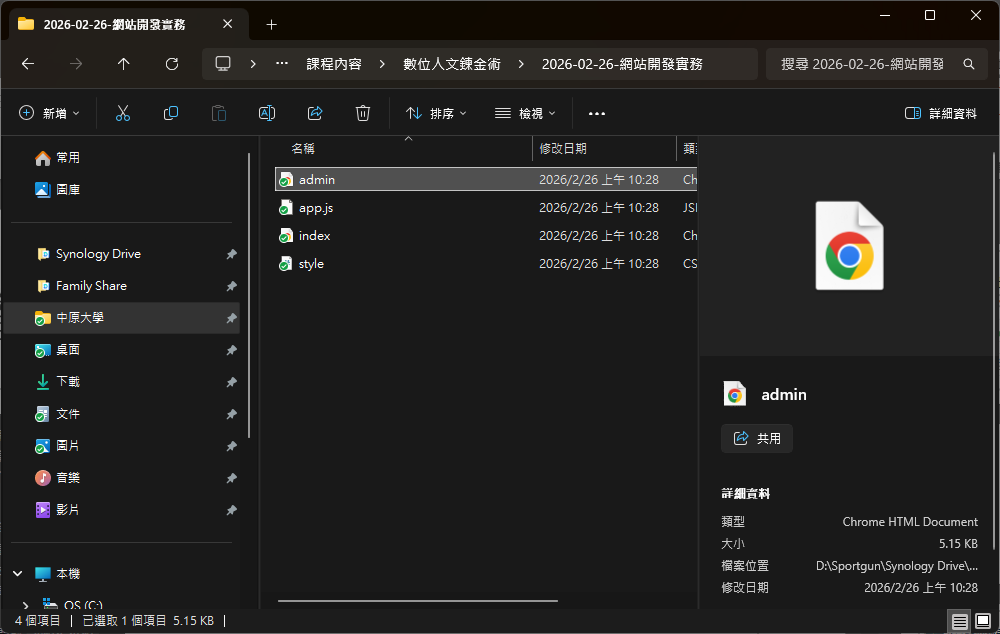 2026-02-26-網站開發實務
課程內容 數位人文鍊金術 2026-02-26-網站開發實務
搜尋 2026-02-26-網站開發
新增 排序 檢視 詳細資料
常用
圖庫
Synology Drive
Family Share
中原大學
桌面
下載
文件
圖片
音樂
影片
本機
OS (C:)
名稱 修改日期 類
admin 2026/2/26 上午 10:28 Ch
app.js 2026/2/26 上午 10:28 JS
index 2026/2/26 上午 10:28 Ch
style 2026/2/26 上午 10:28 CS
admin
共用
詳細資料
類型 Chrome HTML Document
大小 5.15 KB
檔案位置 D:\Sportgun\Synology Drive\...
修改日期 2026/2/26 上午 10:28
4 個項目 已選取 1 個項目 5.15 KB